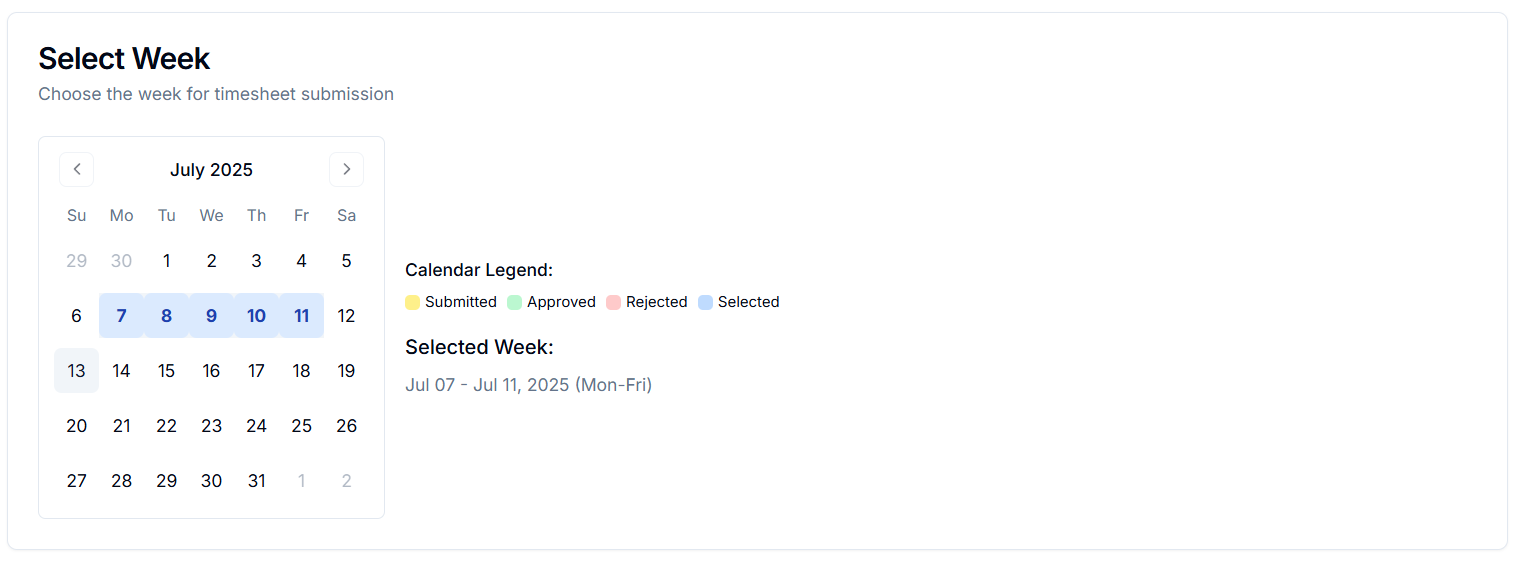 Select Week
Choose the week for timesheet submission
July 2025
Su Mo Tu We Th Fr Sa
29 30 1 2 3 4 5
6 7 8 9 10 11 12
13 14 15 16 17 18 19
20 21 22 23 24 25 26
27 28 29 30 31 1 2
Calendar Legend:
Submitted Approved Rejected Selected
Selected Week:
Jul 07 - Jul 11, 2025 (Mon-Fri)